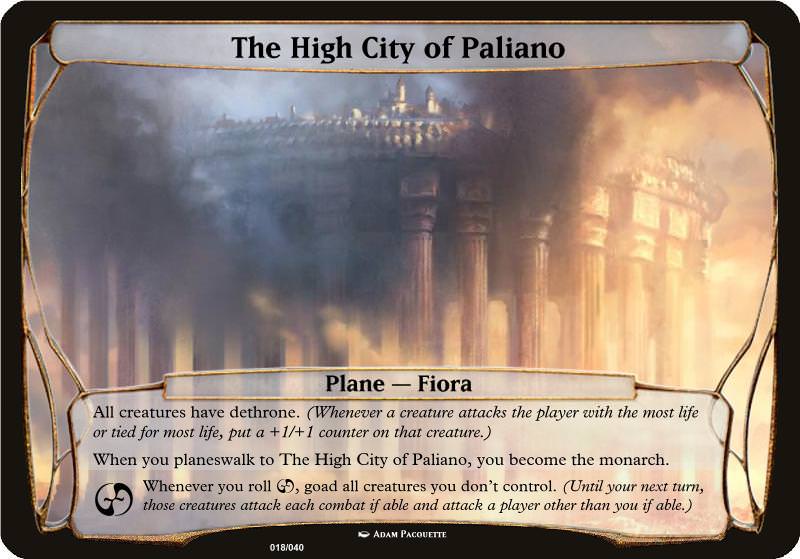 The High City of Paliano
Plane — Fiora
All creatures have dethrone. (Whenever a creature attacks the player with the most life
or tied for most life, put a +1/+1 counter on that creature.)
When you planeswalk to The High City of Paliano, you become the monarch.
Whenever you roll , goad all creatures you don't control. (Until your next turn,
those creatures attack each combat if able and attack a player other than you if able.)
Adam Pacquette
018/040